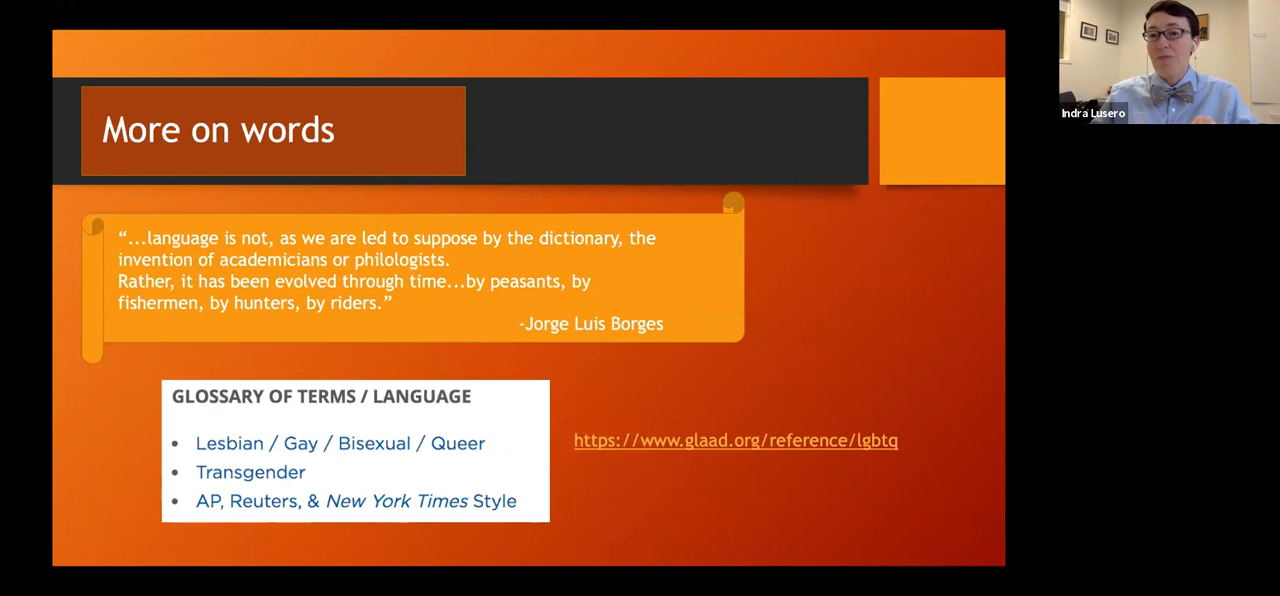 More on words
“...language is not, as we are led to suppose by the dictionary, the
invention of academicians or philologists.
Rather, it has been evolved through time...by peasants, by
fishermen, by hunters, by riders.”
-Jorge Luis Borges
GLOSSARY OF TERMS / LANGUAGE
• Lesbian / Gay / Bisexual / Queer
• Transgender
• AP, Reuters, & New York Times Style
https://www.glaad.org/reference/lgbtq
Indra Lusero